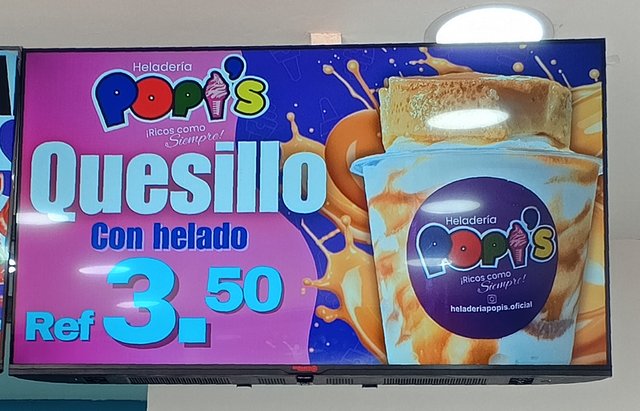 Heladería
POPi's
¡Ricos como
Siempre!
Quesillo
Con helado
Ref 3.50
Heladería
POPi's
¡Ricos como
Siempre!
heladeriapopis.oficial